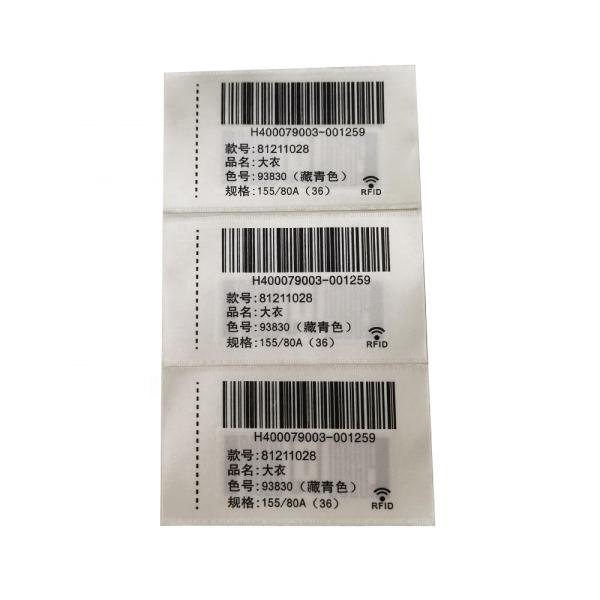 H400079003-001259
款号:81211028
品名:大衣
色号:93830（藏青色）
规格:155/80A（36）
RFID
H400079003-001259
款号:81211028
品名:大衣
色号:93830（藏青色）
规格:155/80A（36）
RFID
H400079003-001259
款号:81211028
品名:大衣
色号:93830（藏青色）
规格:155/80A（36）
RFID